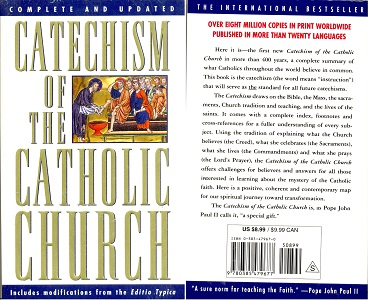 COMPLETE AND UPDATED
CATECHISM
OF
THE
CATHOLIC
CHURCH
Includes modifications from the Editio Typica
THE INTERNATIONAL BESTSELLER
OVER EIGHT MILLION COPIES IN PRINT WORLDWIDE
PUBLISHED IN MORE THAN TWENTY LANGUAGES
Here it is—the first new Catechism of the Catholic
Church in more than 400 years, a complete summary of
what Catholics throughout the world believe in common.
This book is the catechism (the word means "instruction")
that will serve as the standard for all future catechisms.
The Catechism draws on the Bible, the Mass, the sacra-
ments, Church tradition and teaching, and the lives of the
saints. It comes with a complete index, footnotes and
cross-references for a fuller understanding of every sub-
ject. Using the tradition of explaining what the Church
believes (the Creed), what she celebrates (the Sacraments),
what she lives (the Commandments) and what she prays
(the Lord's Prayer), the Catechism of the Catholic Church
offers challenges for believers and answers for all those
interested in learning about the mystery of the Catholic
faith. Here is a positive, coherent and contemporary map
for our spiritual journey toward transformation.
The Catechism of the Catholic Church is, as Pope John
Paul II calls it, "a special gift."
US $8.99 / $9.99 CAN
ISBN 0-385-47967-0
50899
9 780385 479677
S
"A sure norm for teaching the faith." —Pope John Paul II